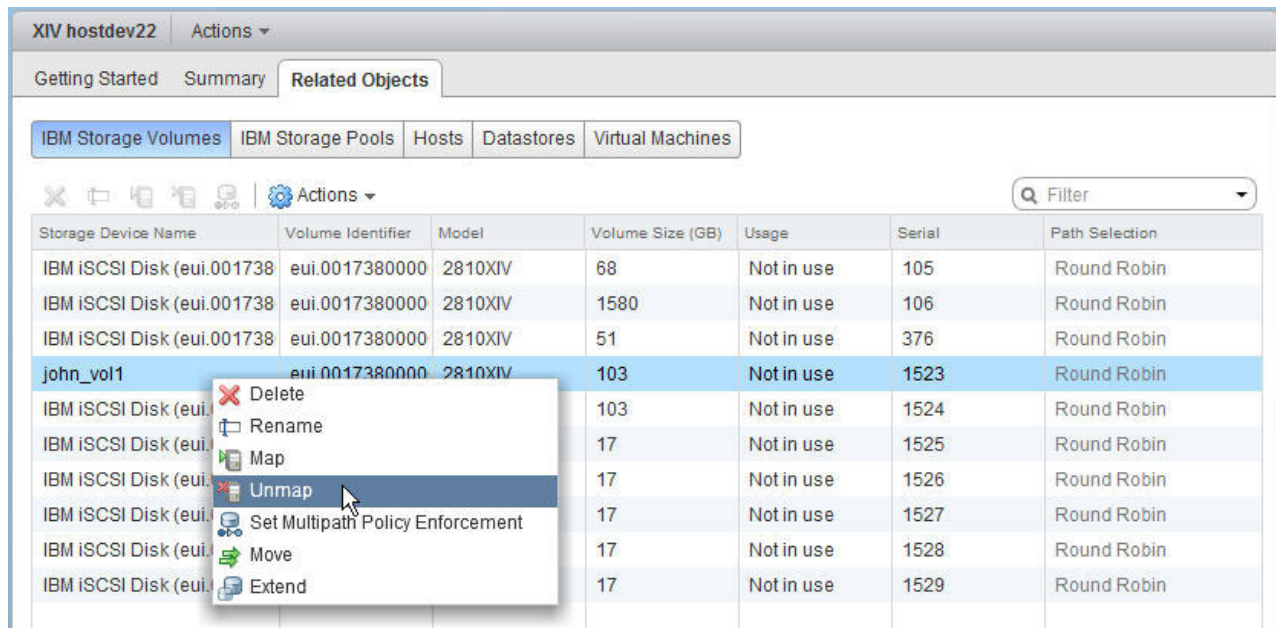 XIV hostdev22 Actions
Getting Started Summary Related Objects
IBM Storage Volumes IBM Storage Pools Hosts Datastores Virtual Machines
Actions Filter
Storage Device Name Volume Identifier Model Volume Size (GB) Usage Serial Path Selection
IBM iSCSI Disk (eui.001738 eui.0017380000 2810XIV 68 Not in use 105 Round Robin
IBM iSCSI Disk (eui.001738 eui.0017380000 2810XIV 1580 Not in use 106 Round Robin
IBM iSCSI Disk (eui.001738 eui.0017380000 2810XIV 51 Not in use 376 Round Robin
john_vol1 eui.0017380000 2810XIV 103 Not in use 1523 Round Robin
Delete
IBM iSCSI Disk (eui. 103 Not in use 1524 Round Robin
Rename
IBM iSCSI Disk (eui. 17 Not in use 1525 Round Robin
Map
IBM iSCSI Disk (eui. 17 Not in use 1526 Round Robin
Unmap
IBM iSCSI Disk (eui. 17 Not in use 1527 Round Robin
Set Multipath Policy Enforcement
IBM iSCSI Disk (eui. 17 Not in use 1528 Round Robin
Move
IBM iSCSI Disk (eui. 17 Not in use 1529 Round Robin
Extend